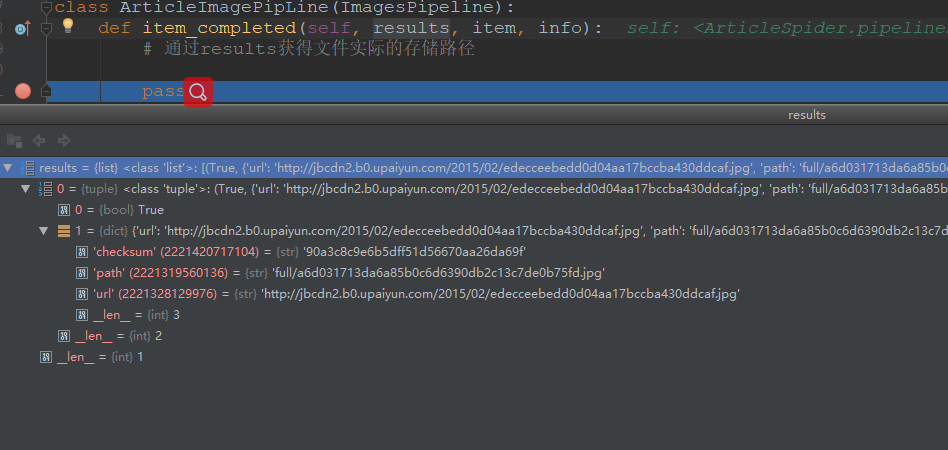 class ArticleImagePipLine(ImagesPipeline):
def item_completed(self, results, item, info): self: <ArticleSpider.pipeline
# 通过results获得文件实际的存储路径
pass
results
results = {list} <class 'list'>: [(True, {'url': 'http://jbcdn2.b0.upaiyun.com/2015/02/edecceebedd0d04aa17bccba430ddcaf.jpg', 'path': 'full/a6d031713da6a85b
0 = {tuple} <class 'tuple'>: (True, {'url': 'http://jbcdn2.b0.upaiyun.com/2015/02/edecceebedd0d04aa17bccba430ddcaf.jpg', 'path': 'full/a6d031713da6a85b0c
0 = {bool} True
1 = {dict} {'url': 'http://jbcdn2.b0.upaiyun.com/2015/02/edecceebedd0d04aa17bccba430ddcaf.jpg', 'path': 'full/a6d031713da6a85b0c6d6390db2c13c7d
'checksum' (2221420717104) = {str} '90a3c8c9e6b5dff51d56670aa26da69f'
'path' (2221319560136) = {str} 'full/a6d031713da6a85b0c6d6390db2c13c7de0b75fd.jpg'
'url' (2221328129976) = {str} 'http://jbcdn2.b0.upaiyun.com/2015/02/edecceebedd0d04aa17bccba430ddcaf.jpg'
__len__ = {int} 3
__len__ = {int} 2
__len__ = {int} 1